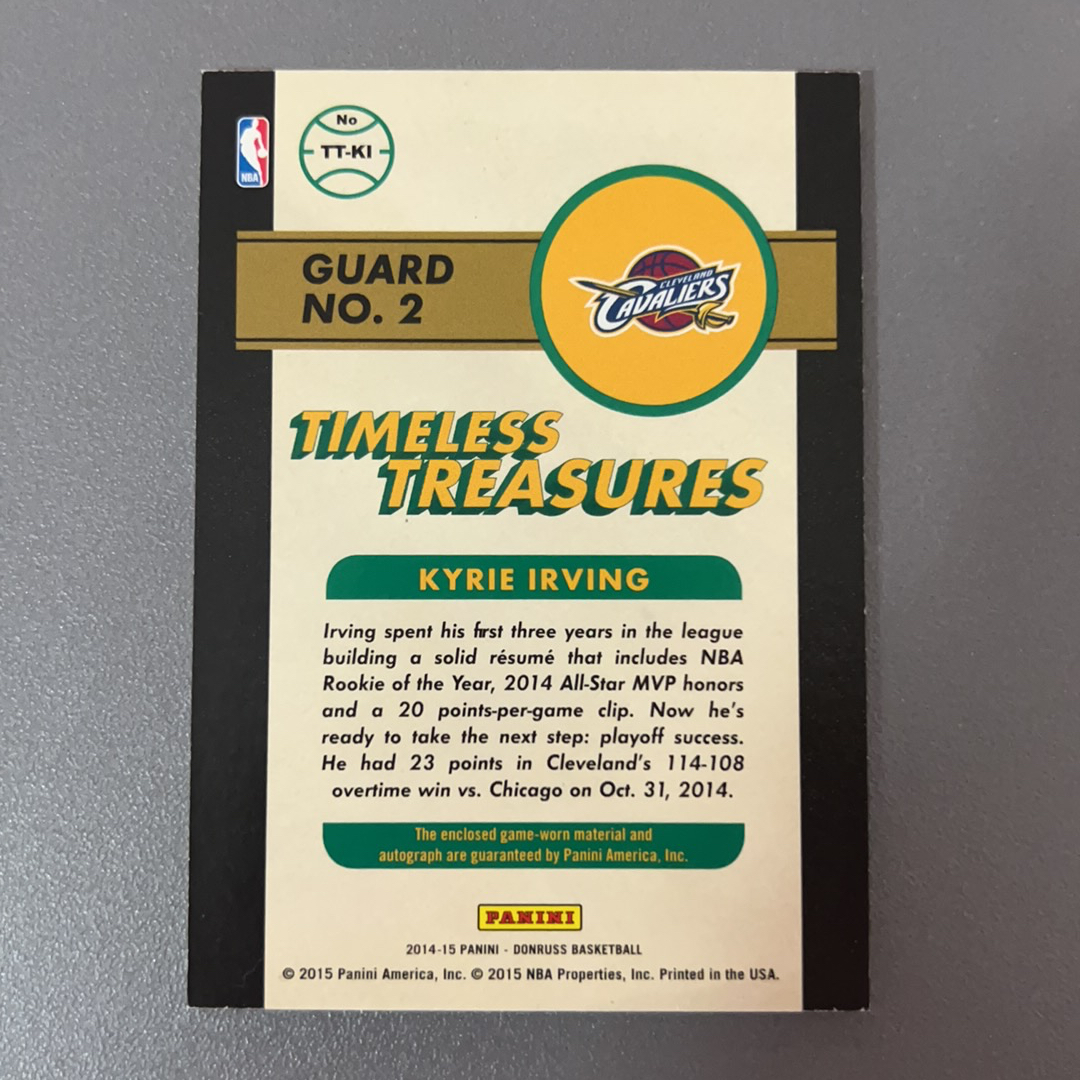 No
TT-KI
NBA
GUARD
NO. 2
CLEVELAND
CAVALIERS
TIMELESS
TREASURES
KYRIE IRVING
Irving spent his first three years in the league
building a solid résumé that includes NBA
Rookie of the Year, 2014 All-Star MVP honors
and a 20 points-per-game clip. Now he's
ready to take the next step: playoff success.
He had 23 points in Cleveland's 114-108
overtime win vs. Chicago on Oct. 31, 2014.
The enclosed game-worn material and
autograph are guaranteed by Panini America, Inc.
PANINI
2014-15 PANINI - DONRUSS BASKETBALL
© 2015 Panini America, Inc. © 2015 NBA Properties, Inc. Printed in the USA.